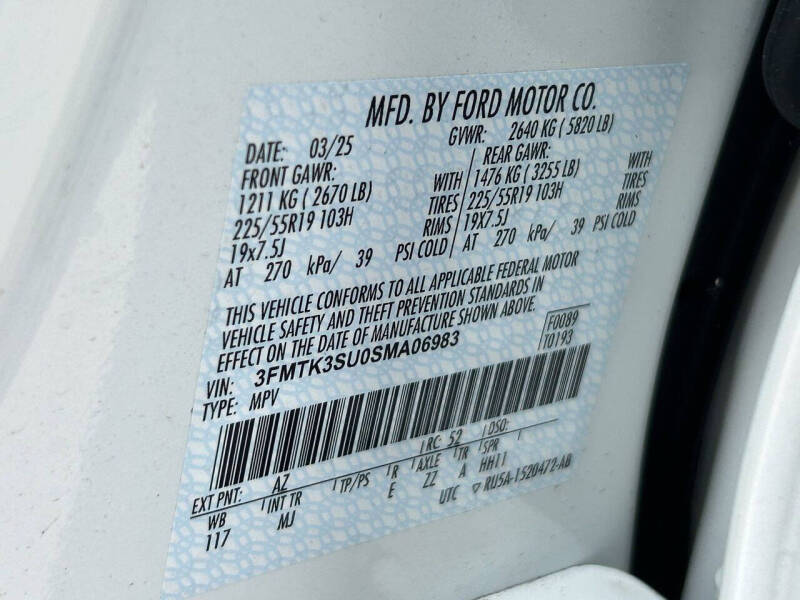 MFD. BY FORD MOTOR CO.
DATE: 03/25 GVWR: 2640 KG ( 5820 LB)
FRONT GAWR: REAR GAWR:
1211 KG ( 2670 LB) WITH 1476 KG ( 3255 LB) WITH
225/55R19 103H TIRES 225/55R19 103H TIRES
19x7.5J RIMS 19X7.5J RIMS
AT 270 kPa/ 39 PSI COLD AT 270 kPa/ 39 PSI COLD
THIS VEHICLE CONFORMS TO ALL APPLICABLE FEDERAL MOTOR
VEHICLE SAFETY AND THEFT PREVENTION STANDARDS IN
EFFECT ON THE DATE OF MANUFACTURE SHOWN ABOVE.
F0089
T0193
VIN: 3FMTK3SU0SMA06983
TYPE: MPV
RC: 52 DSO:
EXT PNT: AZ
WB INT TR TP/PS R AXLE TR SPR
117 MJ E ZZ A HH11
UTC RU5A-1520472-AB